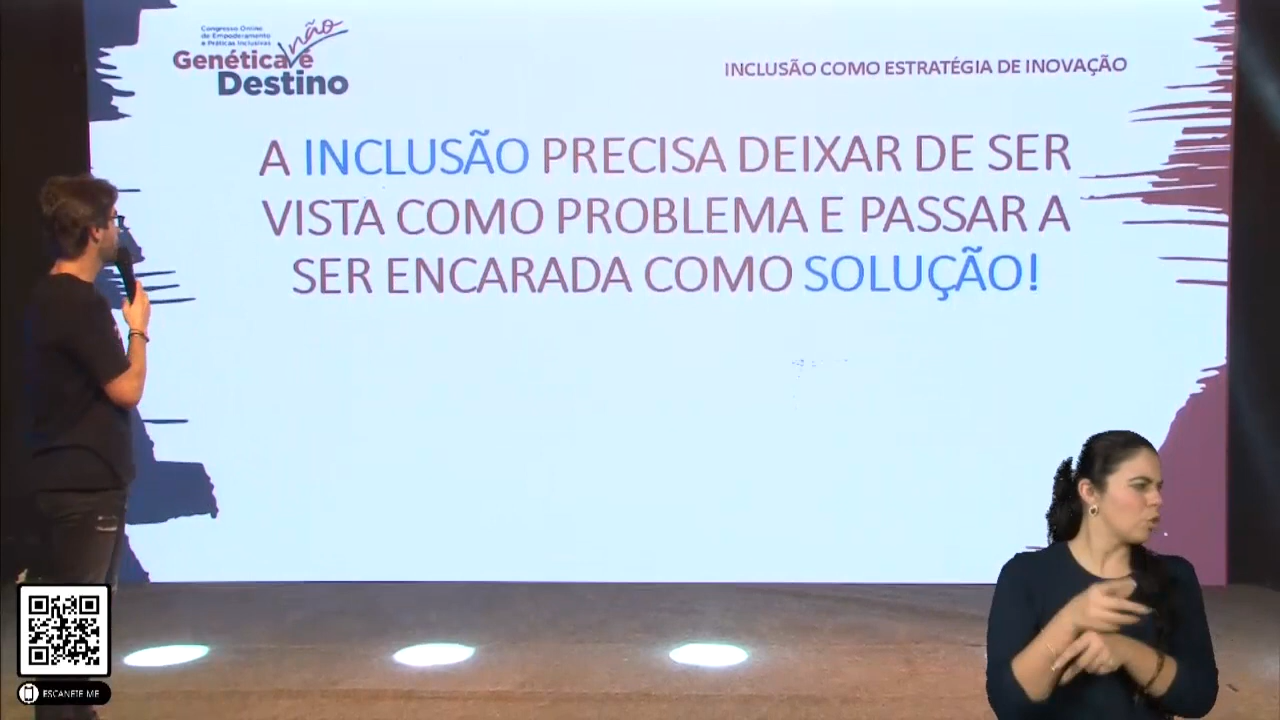 Congresso Online
de Empoderamento
e Práticas Inclusivas
não
Genética é
Destino
INCLUSÃO COMO ESTRATÉGIA DE INOVAÇÃO
A INCLUSÃO PRECISA DEIXAR DE SER
VISTA COMO PROBLEMA E PASSAR A
SER ENCARADA COMO SOLUÇÃO!
ESCANEIE ME